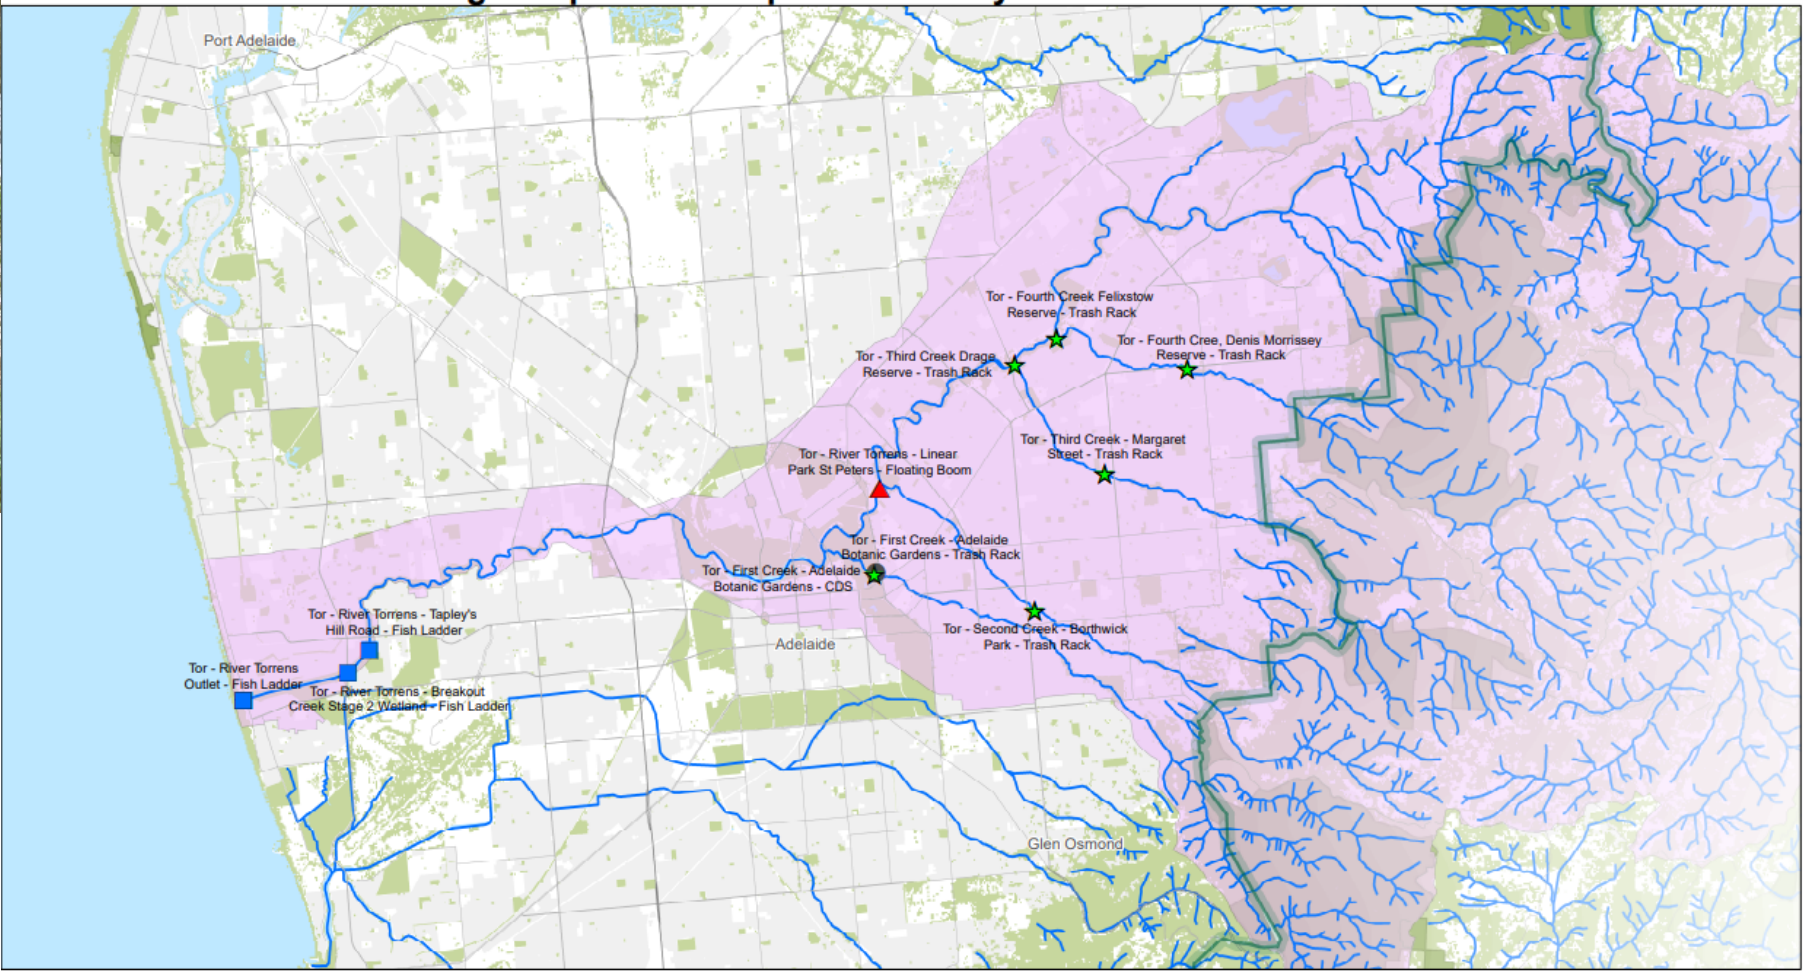 Port Adelaide
Tor - Fourth Creek Felixstow
Reserve - Trash Rack
Tor - Fourth Cree, Denis Morrissey
Reserve - Trash Rack
Tor - Third Creek Drage
Reserve - Trash Rack
Tor - Third Creek - Margaret
Street - Trash Rack
Tor - River Torrens - Linear
Park St Peters - Floating Boom
Tor - First Creek - Adelaide
Botanic Gardens - Trash Rack
Tor - First Creek - Adelaide
Botanic Gardens - CDS
Tor - River Torrens - Tapley's
Hill Road - Fish Ladder
Tor - Second Creek - Borthwick
Park - Trash Rack
Adelaide
Tor - River Torrens
Outlet - Fish Ladder
Tor - River Torrens - Breakout
Creek Stage 2 Wetland - Fish Ladder
Glen Osmond